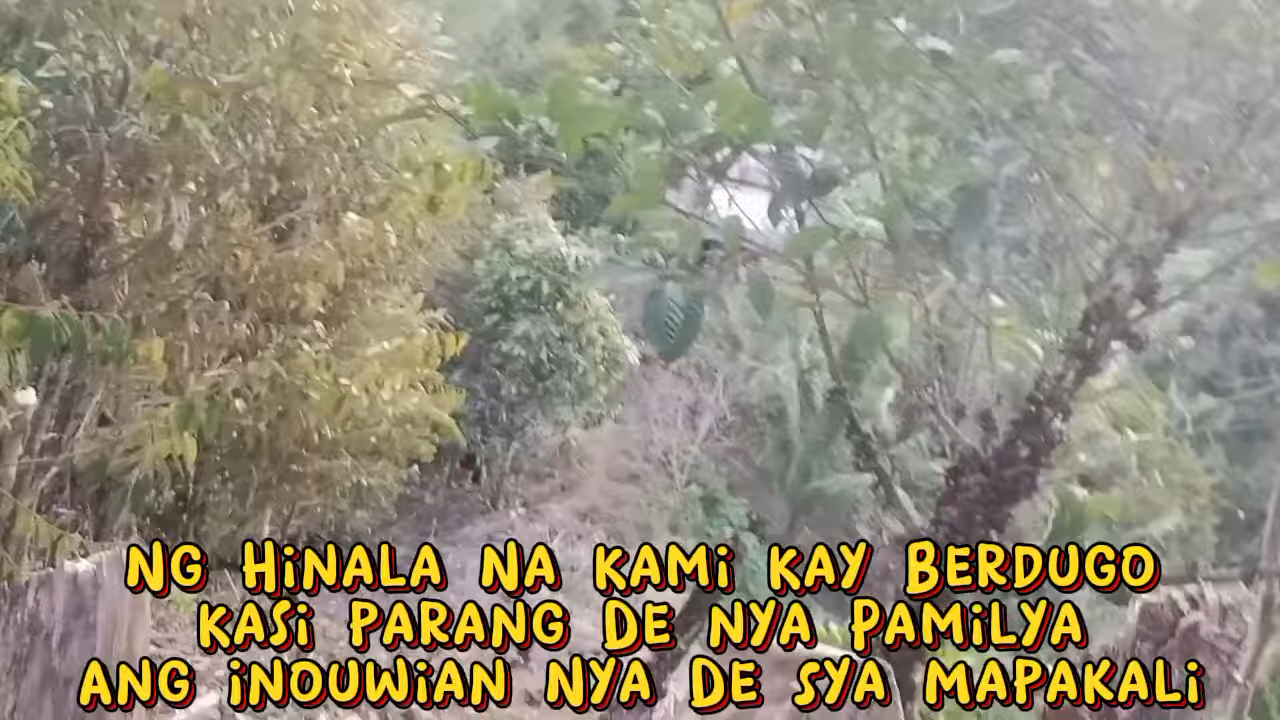 NG HiNALA NA KAMi KAY BERDUGO
KASi PARANG DE NYA PAMiLYA
ANG iNOUWiAN NYA DE SYA MAPAKALi